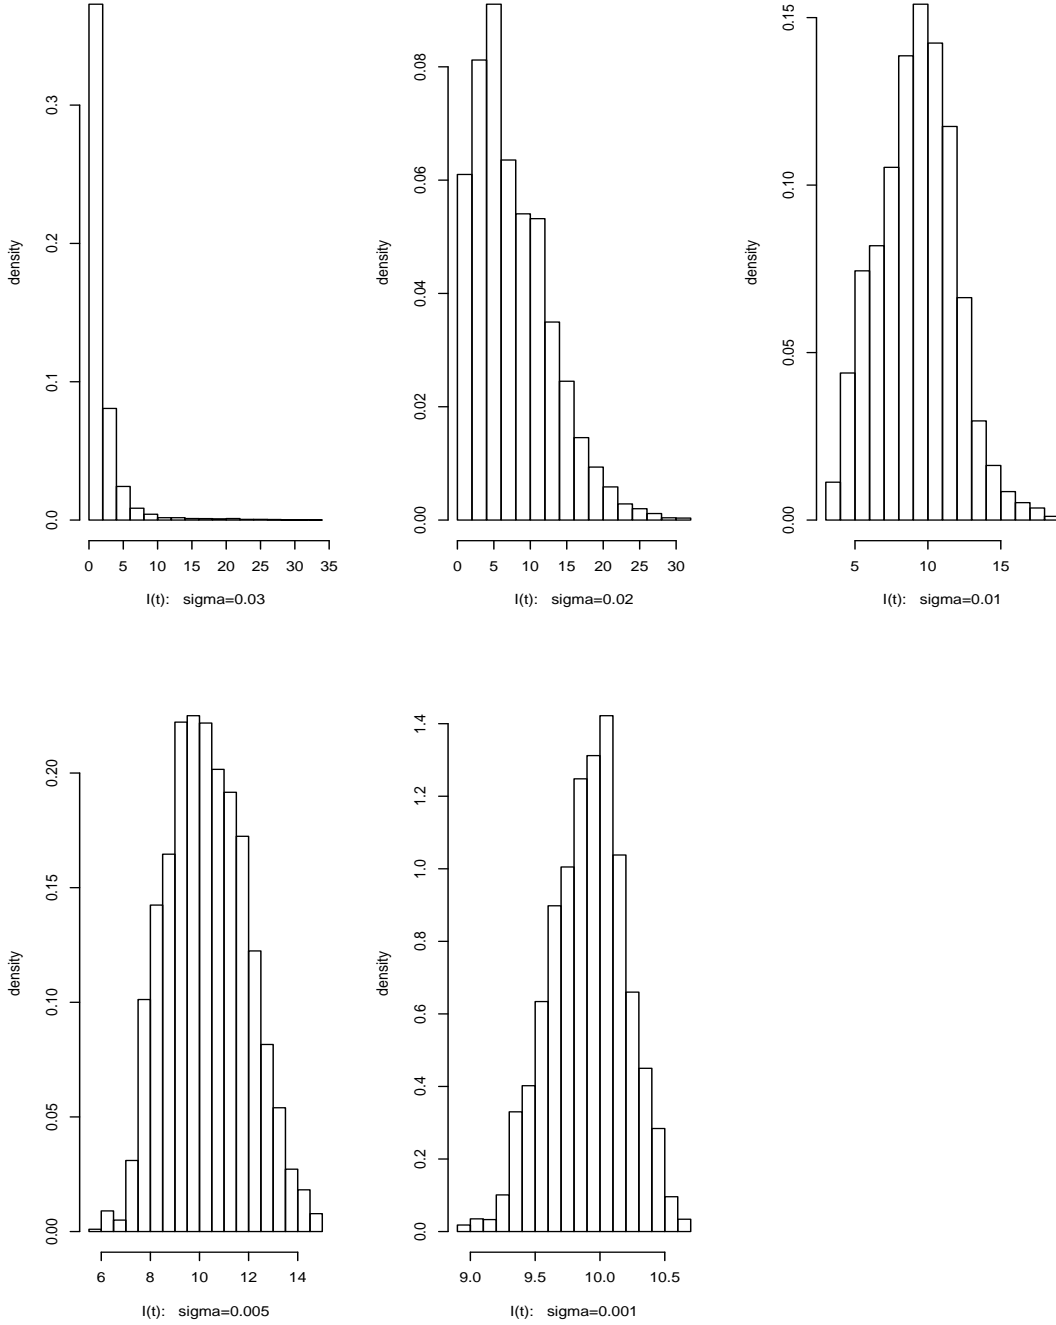 density
0.0
0.1
0.2
0.3
0 5 10 15 20 25 30 35
I(t): sigma=0.03
density
0.00
0.02
0.04
0.06
0.08
0 5 10 15 20 25 30
I(t): sigma=0.02
density
0.00
0.05
0.10
0.15
5 10 15
I(t): sigma=0.01
density
0.00
0.05
0.10
0.15
0.20
6 8 10 12 14
I(t): sigma=0.005
density
0.0
0.2
0.4
0.6
0.8
1.0
1.2
1.4
9.0 9.5 10.0 10.5
I(t): sigma=0.001